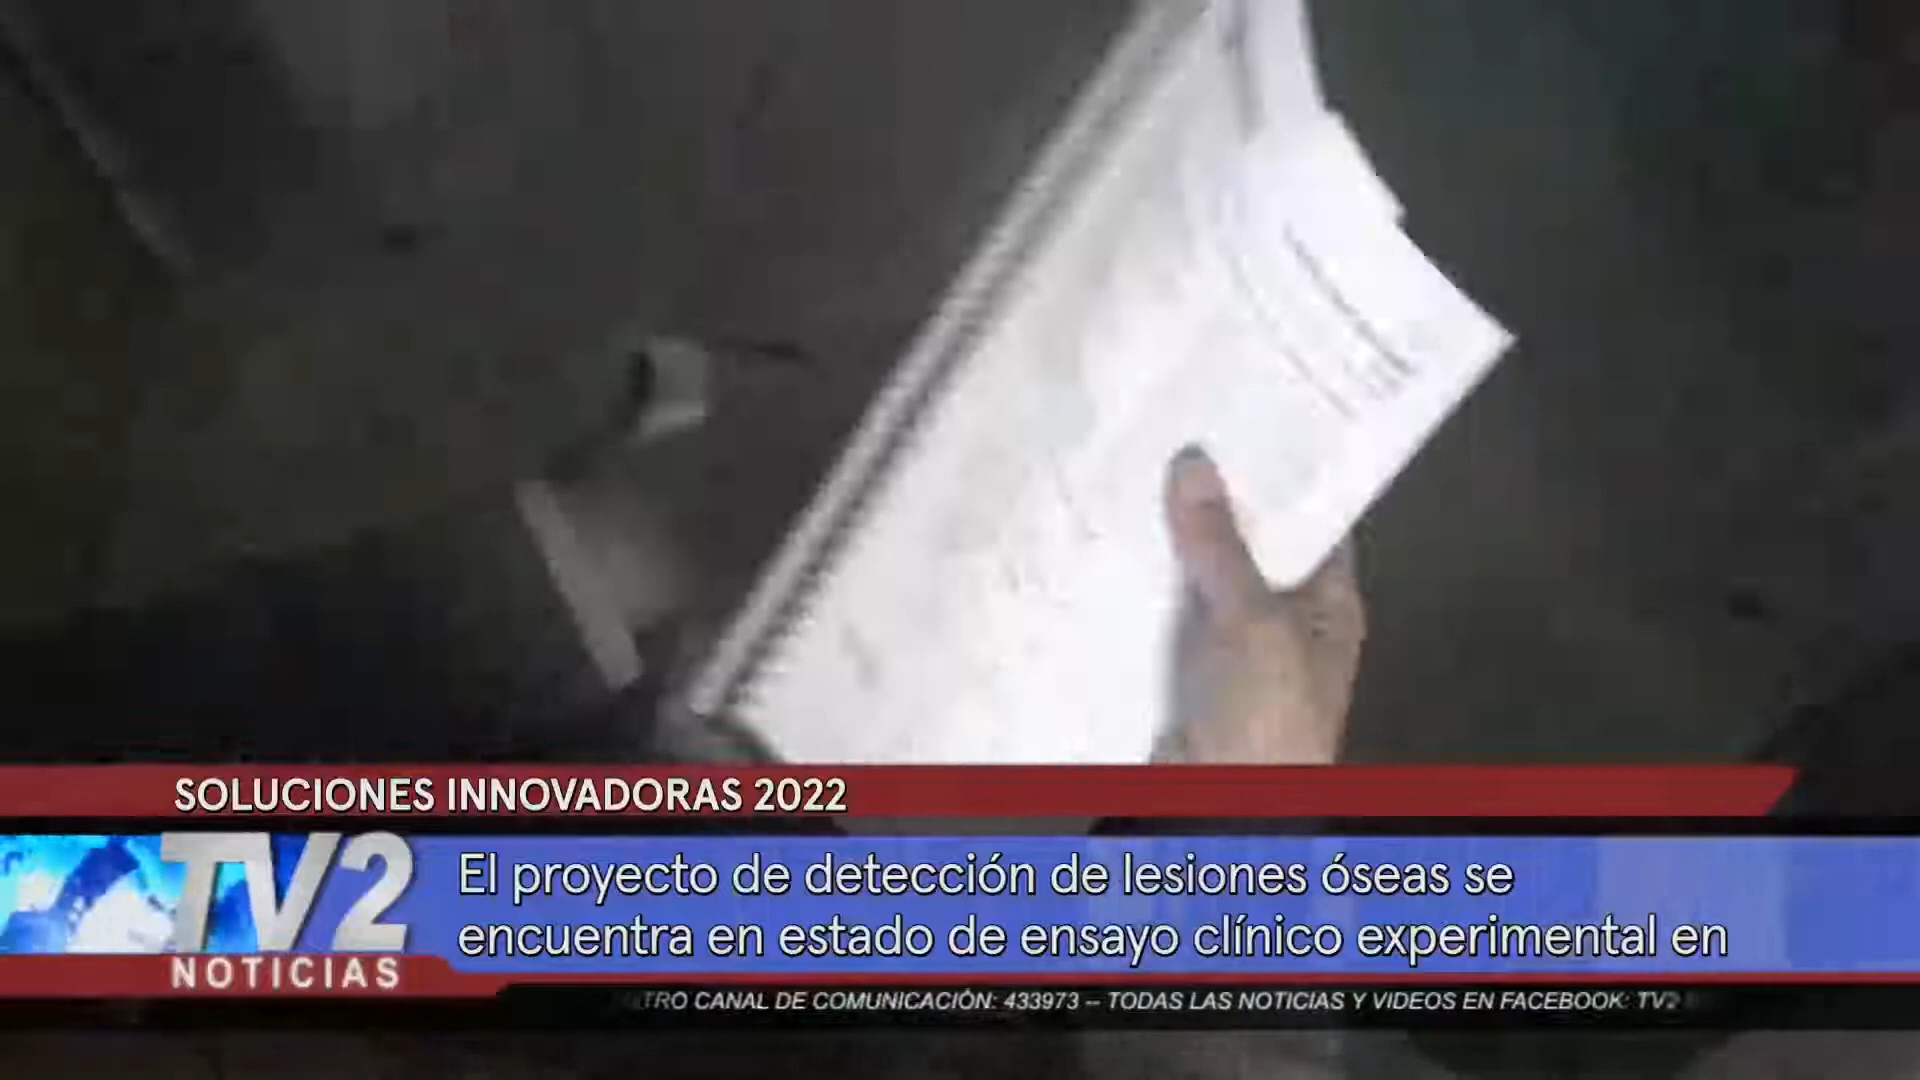 SOLUCIONES INNOVADORAS 2022
TV2
NOTICIAS
El proyecto de detección de lesiones óseas se
encuentra en estado de ensayo clínico experimental en
CANAL DE COMUNICACIÓN: 433973 -- TODAS LAS NOTICIAS Y VIDEOS EN FACEBOOK: TV2